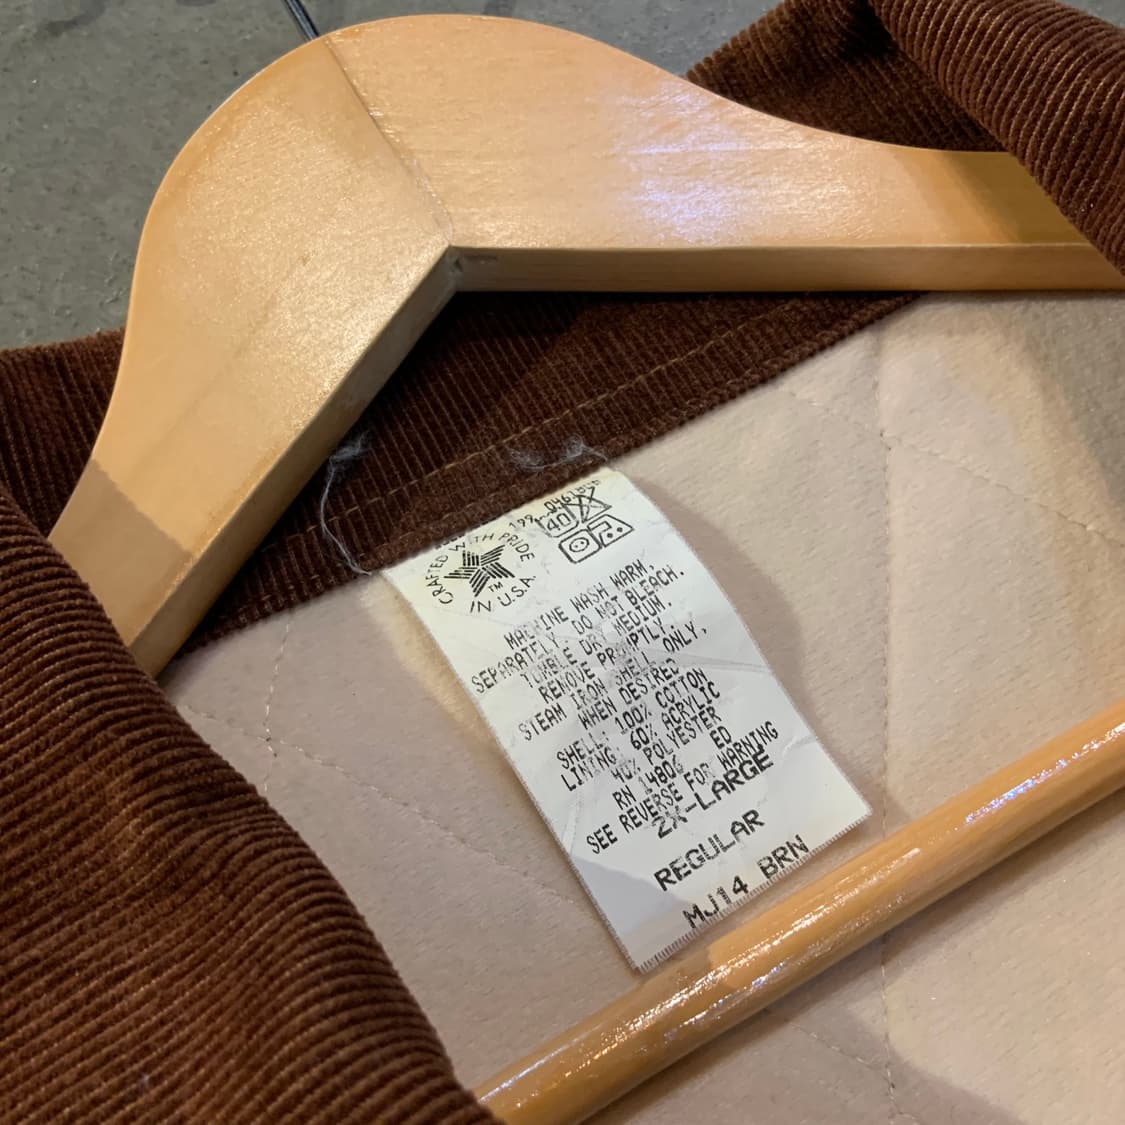 CRAFTED WITH PRIDE
IN U.S.A.
TM
40
MACHINE WASH WARM,
SEPARATELY. DO NOT BLEACH.
TUMBLE DRY MEDIUM.
REMOVE PROMPTLY.
STEAM IRON SHELL ONLY,
WHEN DESIRED
SHELL: 100% COTTON
LINING: 60% ACRYLIC
40% POLYESTER
RN 14806 ED
SEE REVERSE FOR WARNING
2X-LARGE
REGULAR
MJ14 BRN